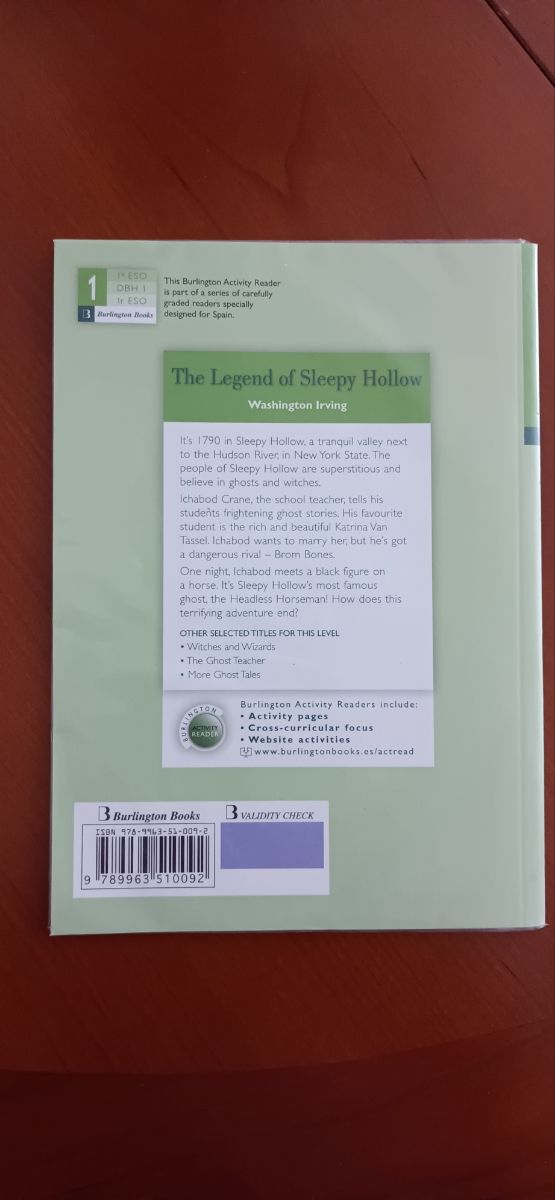 1
1º ESO
DBH 1
1r ESO
B Burlington Books
This Burlington Activity Reader
is part of a series of carefully
graded readers specially
designed for Spain.
The Legend of Sleepy Hollow
Washington Irving
It's 1790 in Sleepy Hollow, a tranquil valley next
to the Hudson River, in New York State. The
people of Sleepy Hollow are superstitious and
believe in ghosts and witches.
Ichabod Crane, the school teacher, tells his
students frightening ghost stories. His favourite
student is the rich and beautiful Katrina Van
Tassel. Ichabod wants to marry her, but he's got
a dangerous rival – Brom Bones.
One night, Ichabod meets a black figure on
a horse. It's Sleepy Hollow's most famous
ghost, the Headless Horseman! How does this
terrifying adventure end?
OTHER SELECTED TITLES FOR THIS LEVEL
• Witches and Wizards
• The Ghost Teacher
• More Ghost Tales
BURLINGTON
ACTIVITY
READER
Burlington Activity Readers include:
• Activity pages
• Cross-curricular focus
• Website activities
www.burlingtonbooks.es/actread
B Burlington Books
B VALIDITY CHECK
ISBN 978-9963-51-009-2
9 789963 510092